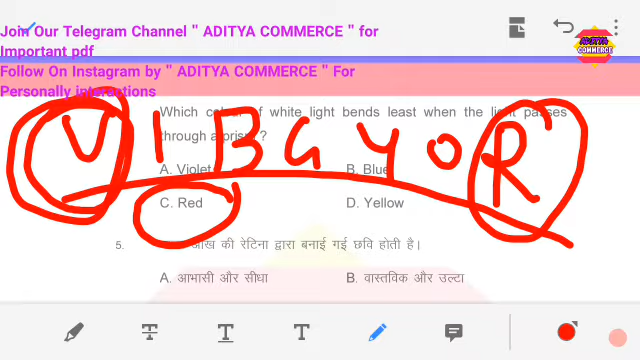 Join Our Telegram Channel " ADITYA COMMERCE " for
Important pdf
Follow On Instagram by " ADITYA COMMERCE " For
Personally interactions
ADITYA
COMMERCE
Which colour of white light bends least when the light passes
through a prism ?
V I B G Y O R
A. Violet B. Blue
C. Red D. Yellow
5. आँख की रेटिना द्वारा बनाई गई छवि होती है।
A. आभासी और सीधा B. वास्तविक और उल्टा